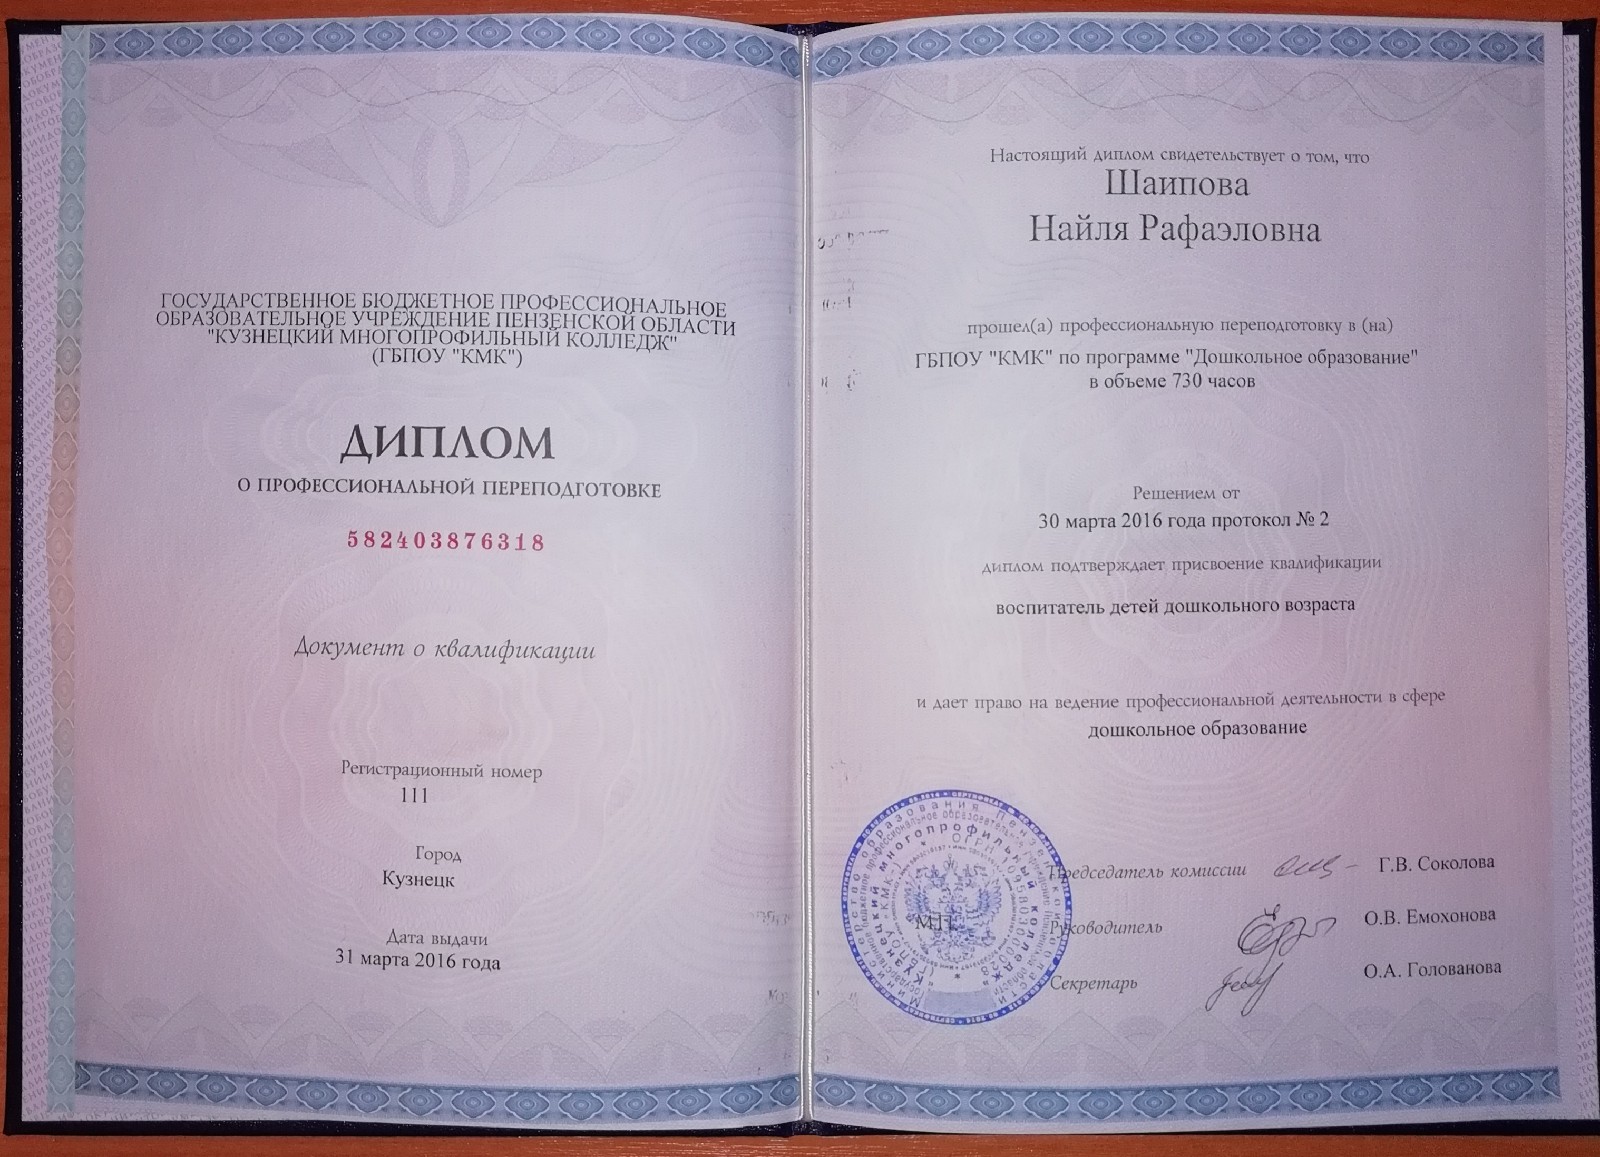 ГОСУДАРСТВЕННОЕ БЮДЖЕТНОЕ ПРОФЕССИОНАЛЬНОЕ
ОБРАЗОВАТЕЛЬНОЕ УЧРЕЖДЕНИЕ ПЕНЗЕНСКОЙ ОБЛАСТИ
"КУЗНЕЦКИЙ МНОГОПРОФИЛЬНЫЙ КОЛЛЕДЖ"
(ГБПОУ "КМК")
ДИПЛОМ
О ПРОФЕССИОНАЛЬНОЙ ПЕРЕПОДГОТОВКЕ
582403876318
Документ о квалификации
Регистрационный номер
111
Город
Кузнецк
Дата выдачи
31 марта 2016 года
Настоящий диплом свидетельствует о том, что
Шаипова
Найля Рафаэловна
прошел(а) профессиональную переподготовку в (на)
ГБПОУ "КМК" по программе "Дошкольное образование"
в объеме 730 часов
Решением от
30 марта 2016 года протокол № 2
диплом подтверждает присвоение квалификации
воспитатель детей дошкольного возраста
и дает право на ведение профессиональной деятельности в сфере
дошкольное образование
Председатель комиссии Г.В. Соколова
М.П.
Руководитель О.В. Емохонова
Секретарь О.А. Голованова